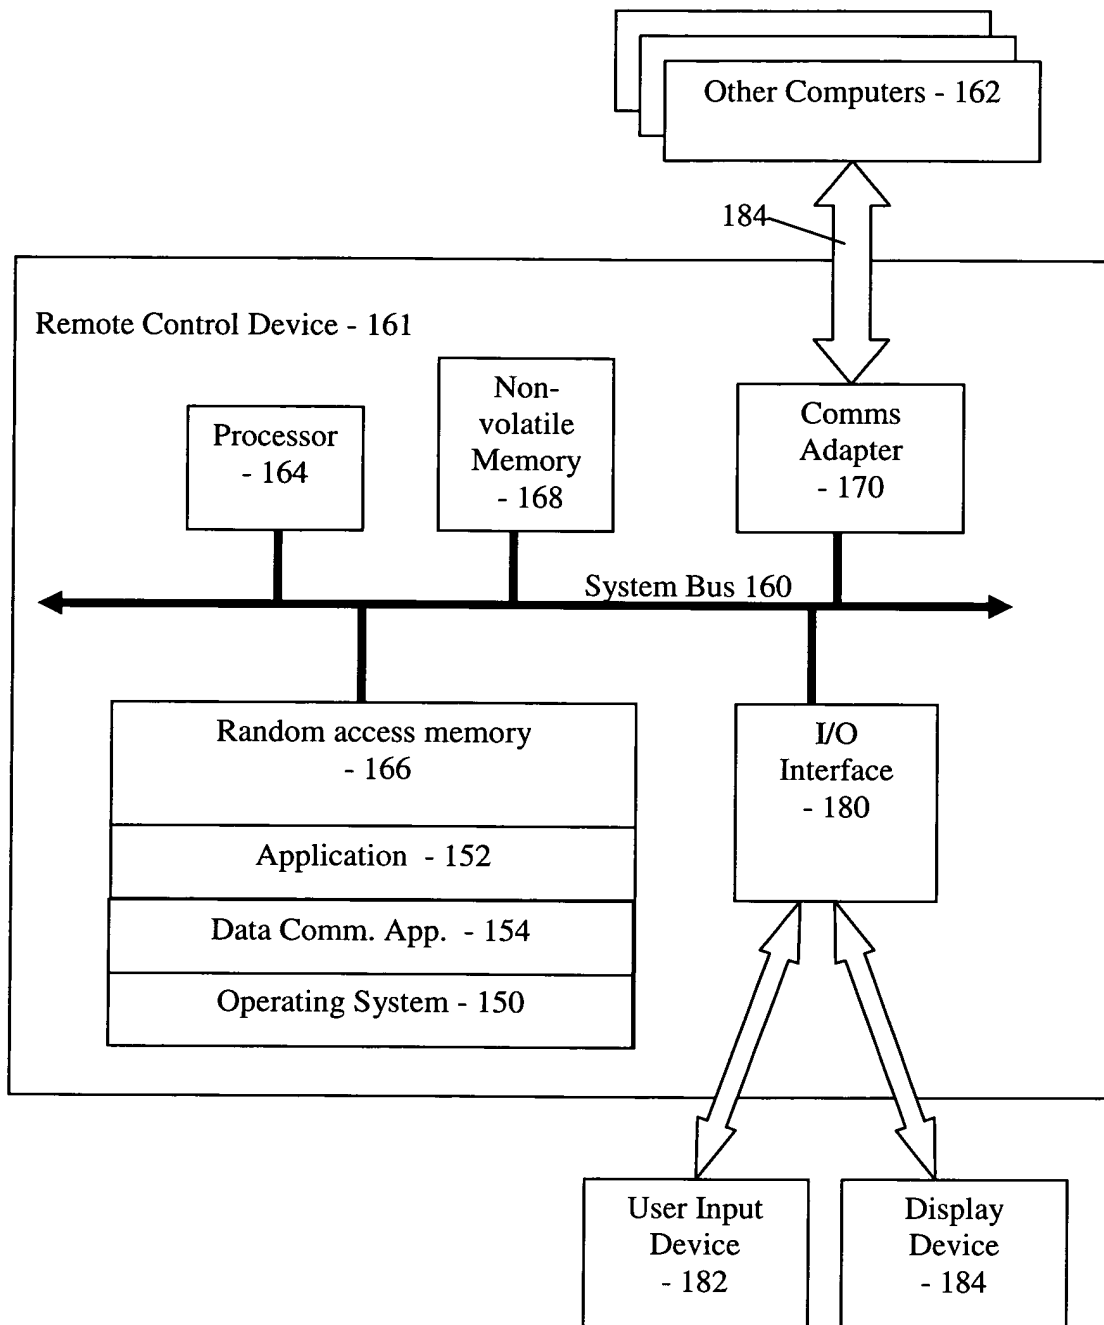 Other Computers - 162
184
Remote Control Device - 161
Processor
- 164
Non-
volatile
Memory
- 168
Comms
Adapter
- 170
System Bus 160
Random access memory
- 166
Application - 152
Data Comm. App. - 154
Operating System - 150
I/O
Interface
- 180
User Input
Device
- 182
Display
Device
- 184